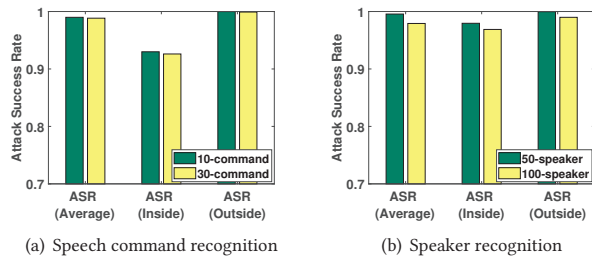 Attack Success Rate
1
0.9
0.8
0.7
10-command
30-command
ASR
(Average)
ASR
(Inside)
ASR
(Outside)
(a) Speech command recognition
Attack Success Rate
1
0.9
0.8
0.7
50-speaker
100-speaker
ASR
(Average)
ASR
(Inside)
ASR
(Outside)
(b) Speaker recognition